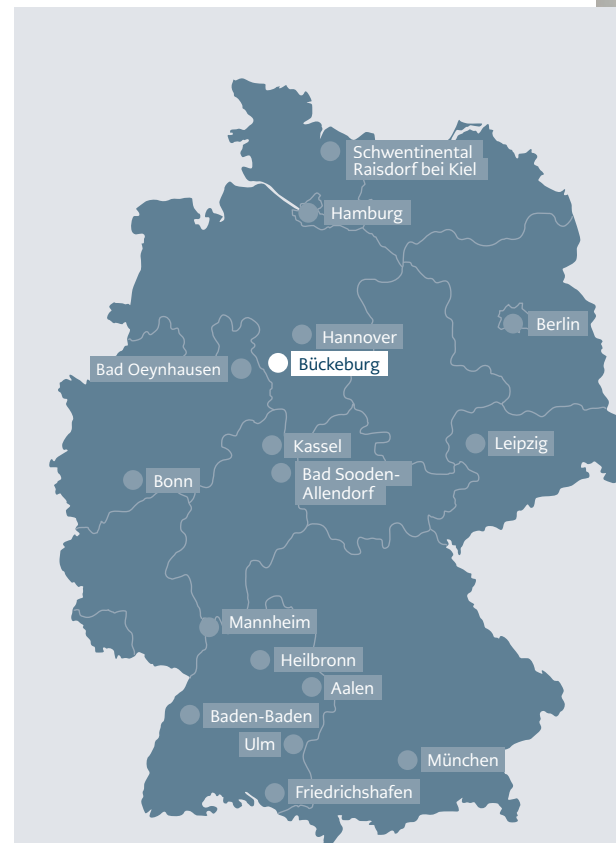 Schwentinental
Raisdorf bei Kiel
Hamburg
Berlin
Hannover
Bückeburg
Bad Oeynhausen
Kassel
Leipzig
Bad Sooden-
Allendorf
Bonn
Mannheim
Heilbronn
Aalen
Baden-Baden
Ulm
München
Friedrichshafen